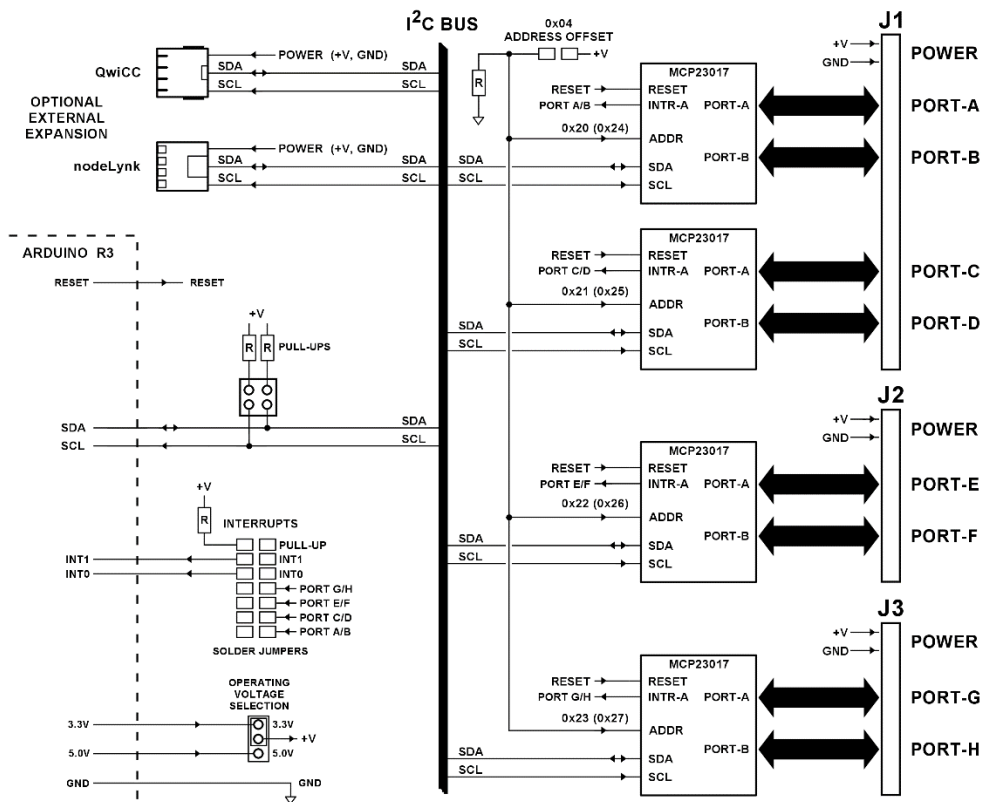 I²C BUS
QwiCC
POWER (+V, GND)
SDA
SDA
SCL
SCL
OPTIONAL
EXTERNAL
EXPANSION
nodeLynk
POWER (+V, GND)
SDA
SDA
SCL
SCL
ARDUINO R3
RESET
RESET
+V
R
R
PULL-UPS
SDA
SDA
SCL
SCL
+V
R
INTERRUPTS
PULL-UP
INT1
INT1
INT0
INT0
PORT G/H
PORT E/F
PORT C/D
PORT A/B
SOLDER JUMPERS
OPERATING
VOLTAGE
SELECTION
3.3V
3.3V
+V
5.0V
5.0V
GND
GND
0x04
ADDRESS OFFSET
+V
R
MCP23017
RESET
RESET
PORT A/B
INTR-A
PORT-A
0x20 (0x24)
ADDR
PORT-B
SDA
SDA
SCL
SCL
MCP23017
RESET
RESET
PORT C/D
INTR-A
PORT-A
0x21 (0x25)
ADDR
PORT-B
SDA
SDA
SCL
SCL
MCP23017
RESET
RESET
PORT E/F
INTR-A
PORT-A
0x22 (0x26)
ADDR
PORT-B
SDA
SDA
SCL
SCL
MCP23017
RESET
RESET
PORT G/H
INTR-A
PORT-A
0x23 (0x27)
ADDR
PORT-B
SDA
SDA
SCL
SCL
J1
+V
GND
POWER
PORT-A
PORT-B
PORT-C
PORT-D
J2
+V
GND
POWER
PORT-E
PORT-F
J3
+V
GND
POWER
PORT-G
PORT-H